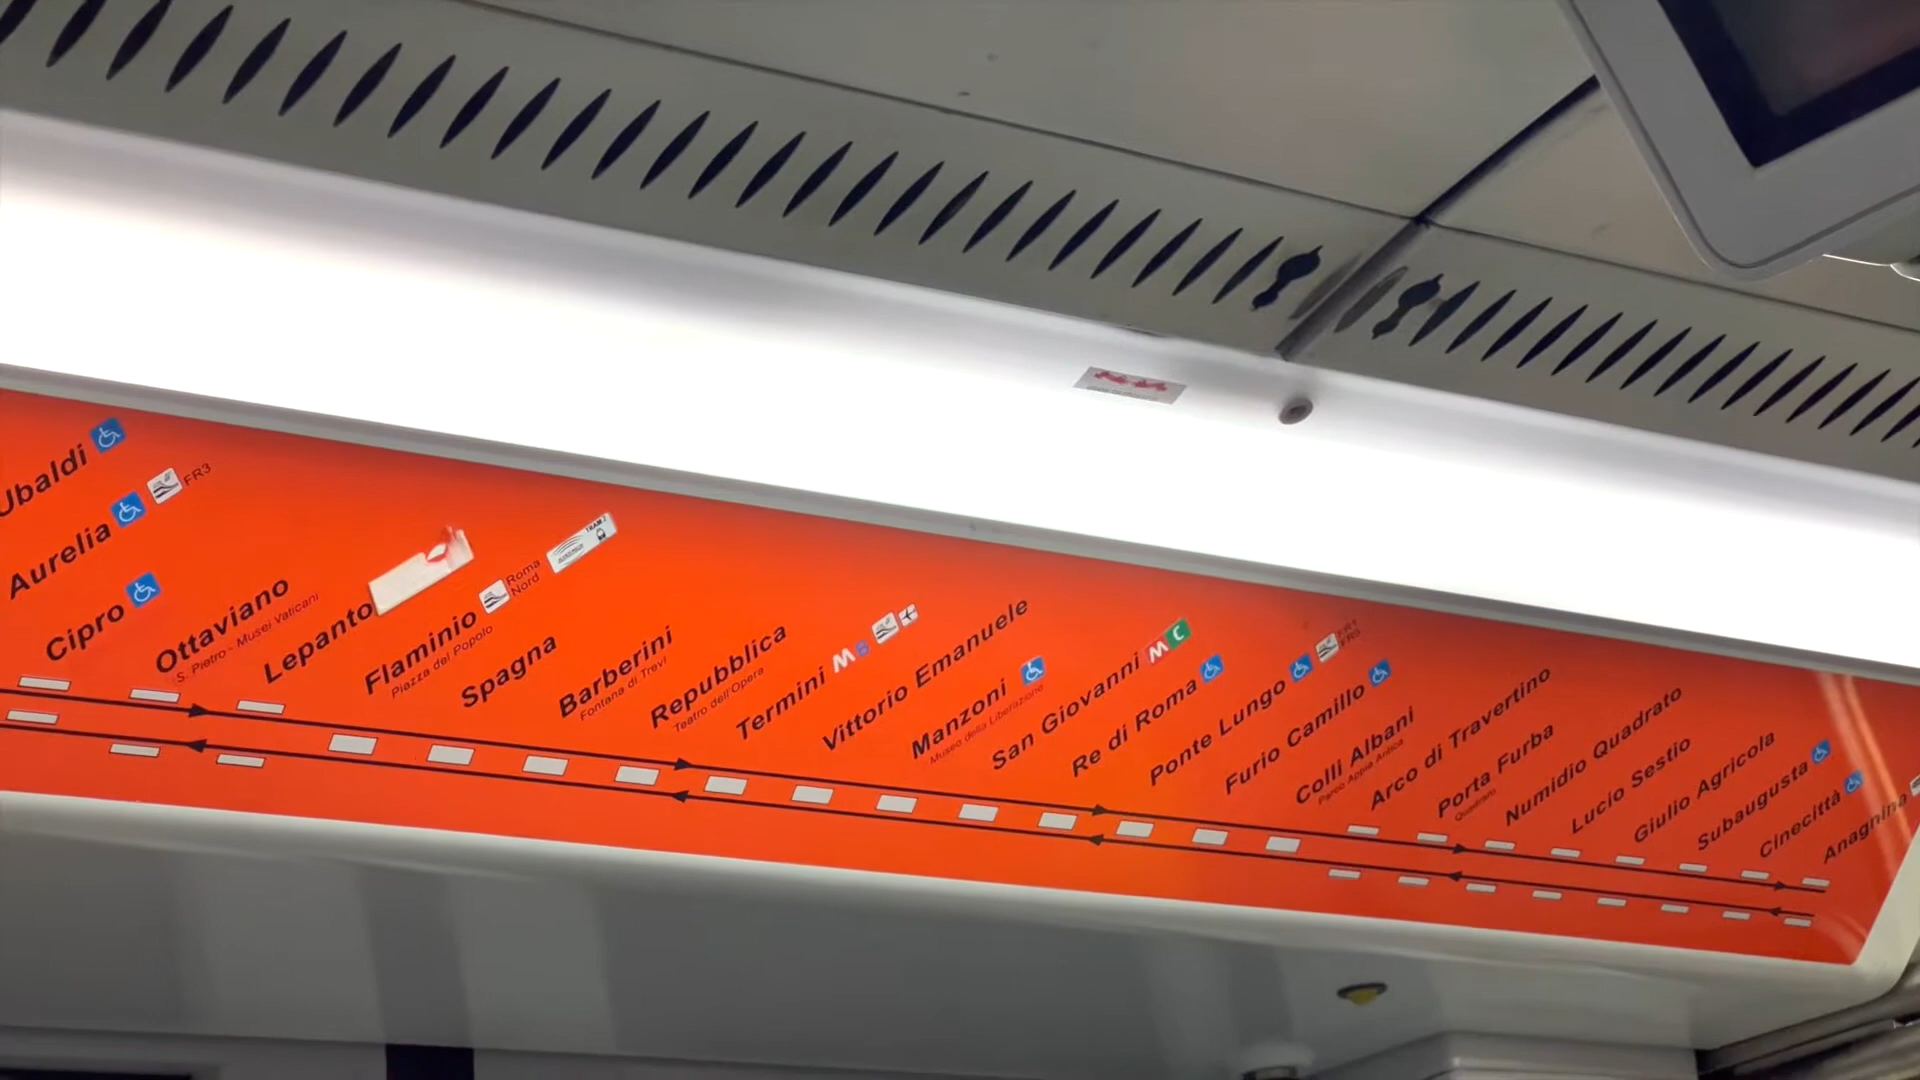 Ubaldi
Aurelia FR3
Cipro
Ottaviano
S. Pietro - Musei Vaticani
Lepanto
Flaminio Roma Nord
Piazza del Popolo
TRAM 2
Spagna
Barberini
Fontana di Trevi
Repubblica
Teatro dell'Opera
Termini M B
Vittorio Emanuele
Manzoni
Museo della Liberazione
San Giovanni M C
Re di Roma
Ponte Lungo
Furio Camillo
Colli Albani
Parco Appia Antica
Arco di Travertino
Porta Furba
Quadraro
Numidio Quadrato
Lucio Sestio
Giulio Agricola
Subaugusta
Cinecittà
Anagnina